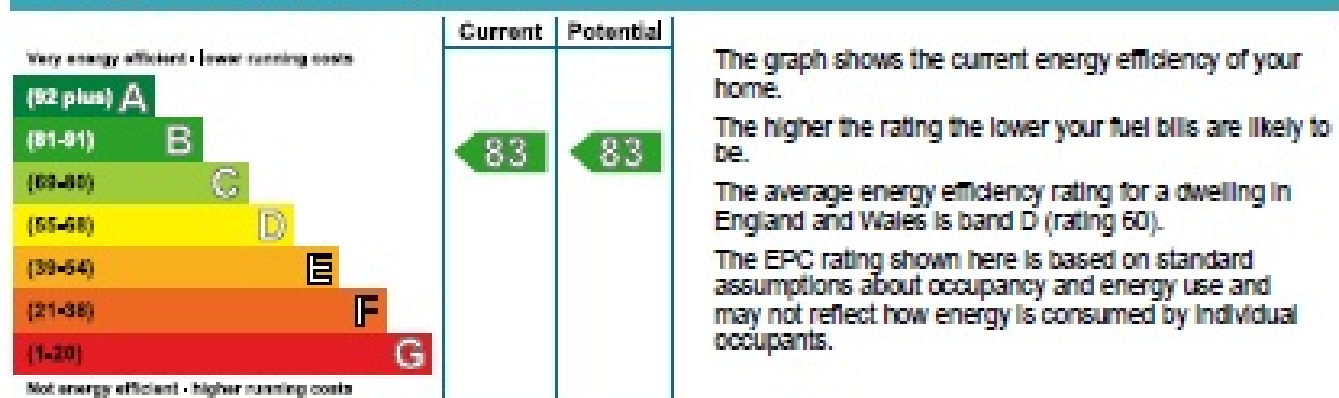 Current Potential
Very energy efficient - lower running costs
(92 plus) A
(81-91) B
(69-80) C
(55-68) D
(39-54) E
(21-38) F
(1-20) G
Not energy efficient - higher running costs
83 83
The graph shows the current energy efficiency of your
home.
The higher the rating the lower your fuel bills are likely to
be.
The average energy efficiency rating for a dwelling in
England and Wales is band D (rating 60).
The EPC rating shown here is based on standard
assumptions about occupancy and energy use and
may not reflect how energy is consumed by individual
occupants.